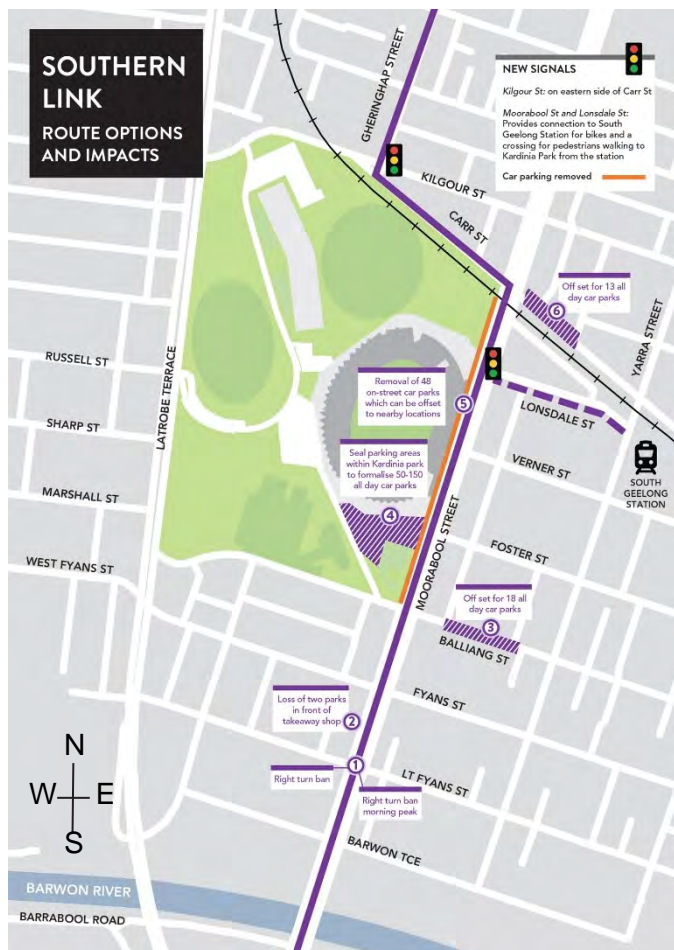 SOUTHERN
LINK
ROUTE OPTIONS
AND IMPACTS
GHERINGHAP STREET
NEW SIGNALS
Kilgour St: on eastern side of Carr St
Moorabool St and Lonsdale St:
Provides connection to South
Geelong Station for bikes and a
crossing for pedestrians walking to
Kardinia Park from the station
Car parking removed
KILGOUR ST
CARR ST
Off set for 13 all
day car parks
6
YARRA STREET
RUSSELL ST
LATROBE TERRACE
Removal of 48
on-street car parks
which can be offset
to nearby locations
5
LONSDALE ST
SHARP ST
Seal parking areas
within Kardinia park
to formalise 50-150
all day car parks
4
VERNER ST
SOUTH
GEELONG
STATION
MARSHALL ST
MOORABOOL STREET
FOSTER ST
WEST FYANS ST
Off set for 18 all
day car parks
3
BALLIANG ST
FYANS ST
Loss of two parks
in front of
takeaway shop
2
1
Right turn ban
LT FYANS ST
Right turn ban
morning peak
N
W E
S
BARWON TCE
BARWON RIVER
BARRABOOL ROAD